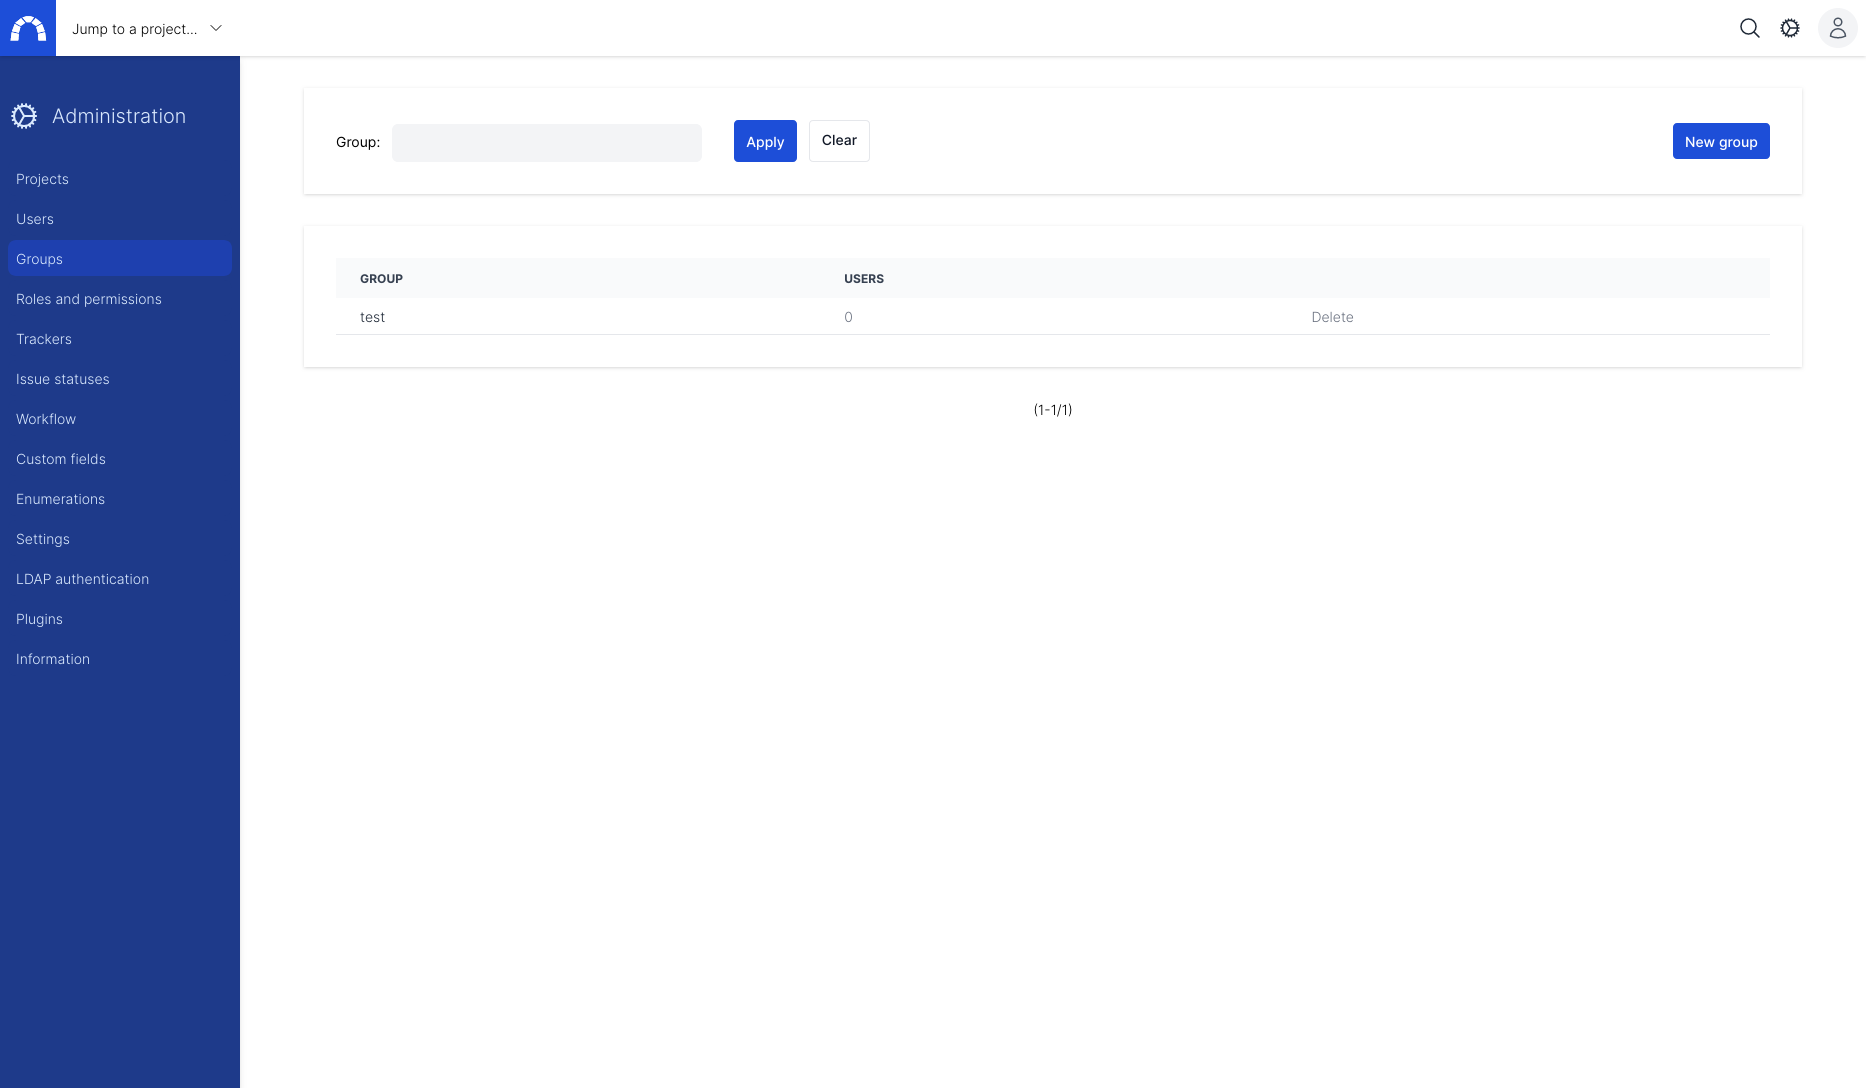 Jump to a project...
Administration
Projects
Users
Groups
Roles and permissions
Trackers
Issue statuses
Workflow
Custom fields
Enumerations
Settings
LDAP authentication
Plugins
Information
Group:
Apply
Clear
New group
GROUP USERS
test 0 Delete
(1-1/1)